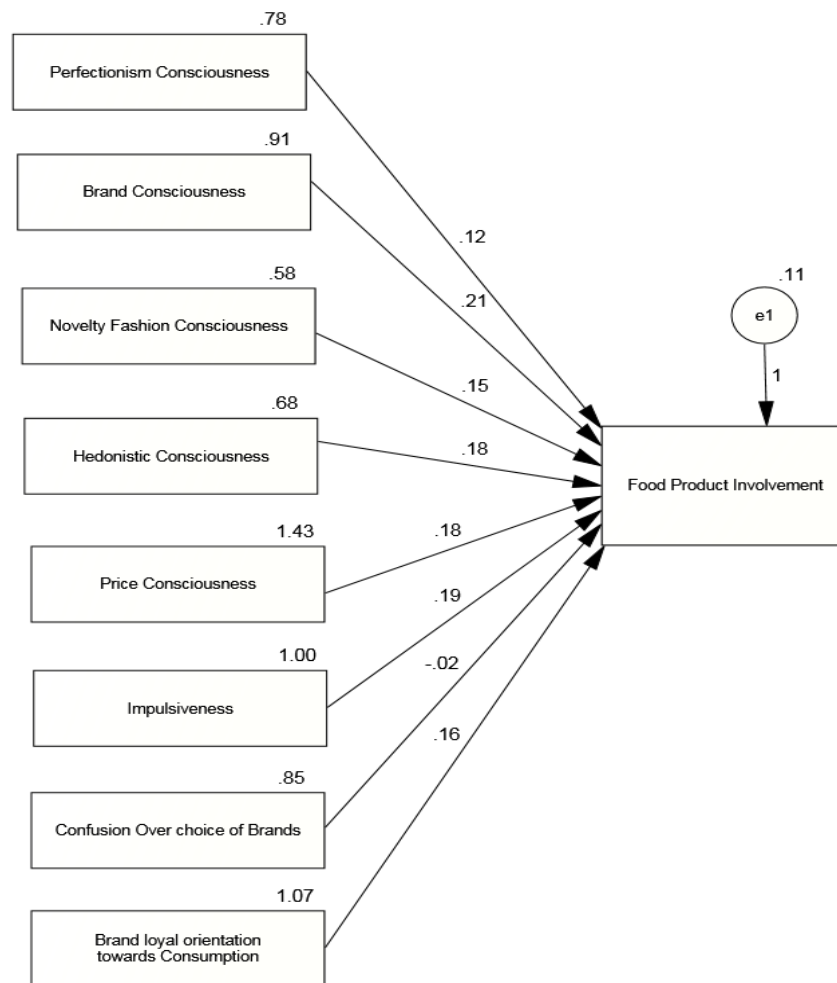 .78
Perfectionism Consciousness
.91
Brand Consciousness
.12
.11
.58
.21
e1
Novelty Fashion Consciousness
1
.15
.68
.18
Hedonistic Consciousness
Food Product Involvement
1.43
.18
Price Consciousness
.19
1.00
-.02
Impulsiveness
.16
.85
Confusion Over choice of Brands
1.07
Brand loyal orientation
towards Consumption